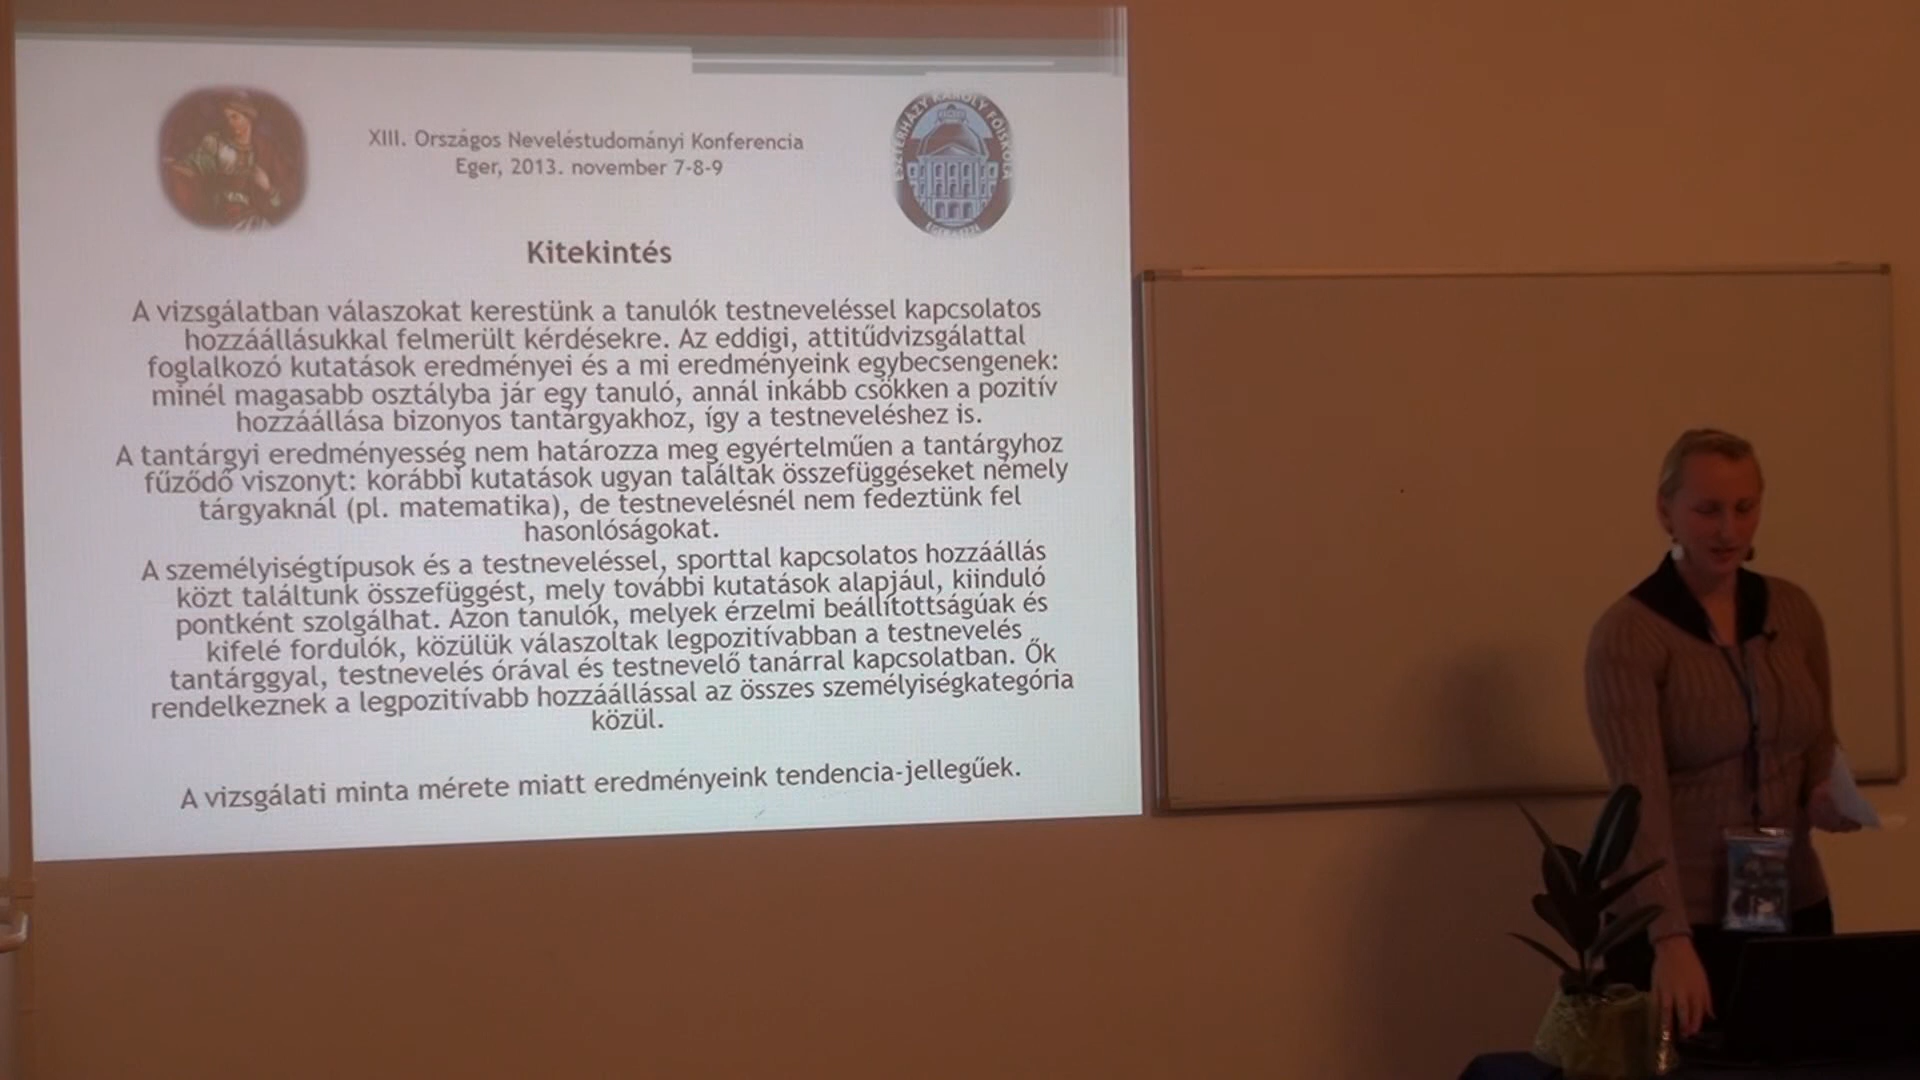 XIII. Országos Neveléstudományi Konferencia
Eger, 2013. november 7-8-9
ESZTERHÁZY KÁROLY FŐISKOLA
Kitekintés
A vizsgálatban válaszokat kerestünk a tanulók testneveléssel kapcsolatos
hozzáállásukkal felmerült kérdésekre. Az eddigi, attitűdvizsgálattal
foglalkozó kutatások eredményei és a mi eredményeink egybecsengenek:
minél magasabb osztályba jár egy tanuló, annál inkább csökken a pozitív
hozzáállása bizonyos tantárgyakhoz, így a testneveléshez is.
A tantárgyi eredményesség nem határozza meg egyértelműen a tantárgyhoz
fűződő viszonyt: korábbi kutatások ugyan találtak összefüggéseket némely
tárgyaknál (pl. matematika), de testnevelésnél nem fedeztünk fel
hasonlóságokat.
A személyiségtípusok és a testneveléssel, sporttal kapcsolatos hozzáállás
közt találtunk összefüggést, mely további kutatások alapjául, kiinduló
pontként szolgálhat. Azon tanulók, melyek érzelmi beállítottságúak és
kifelé fordulók, közülük válaszoltak legpozitívabban a testnevelés
tantárggyal, testnevelés órával és testnevelő tanárral kapcsolatban. Ők
rendelkeznek a legpozitívabb hozzáállással az összes személyiségkategória
közül.
A vizsgálati minta mérete miatt eredményeink tendencia-jellegűek.